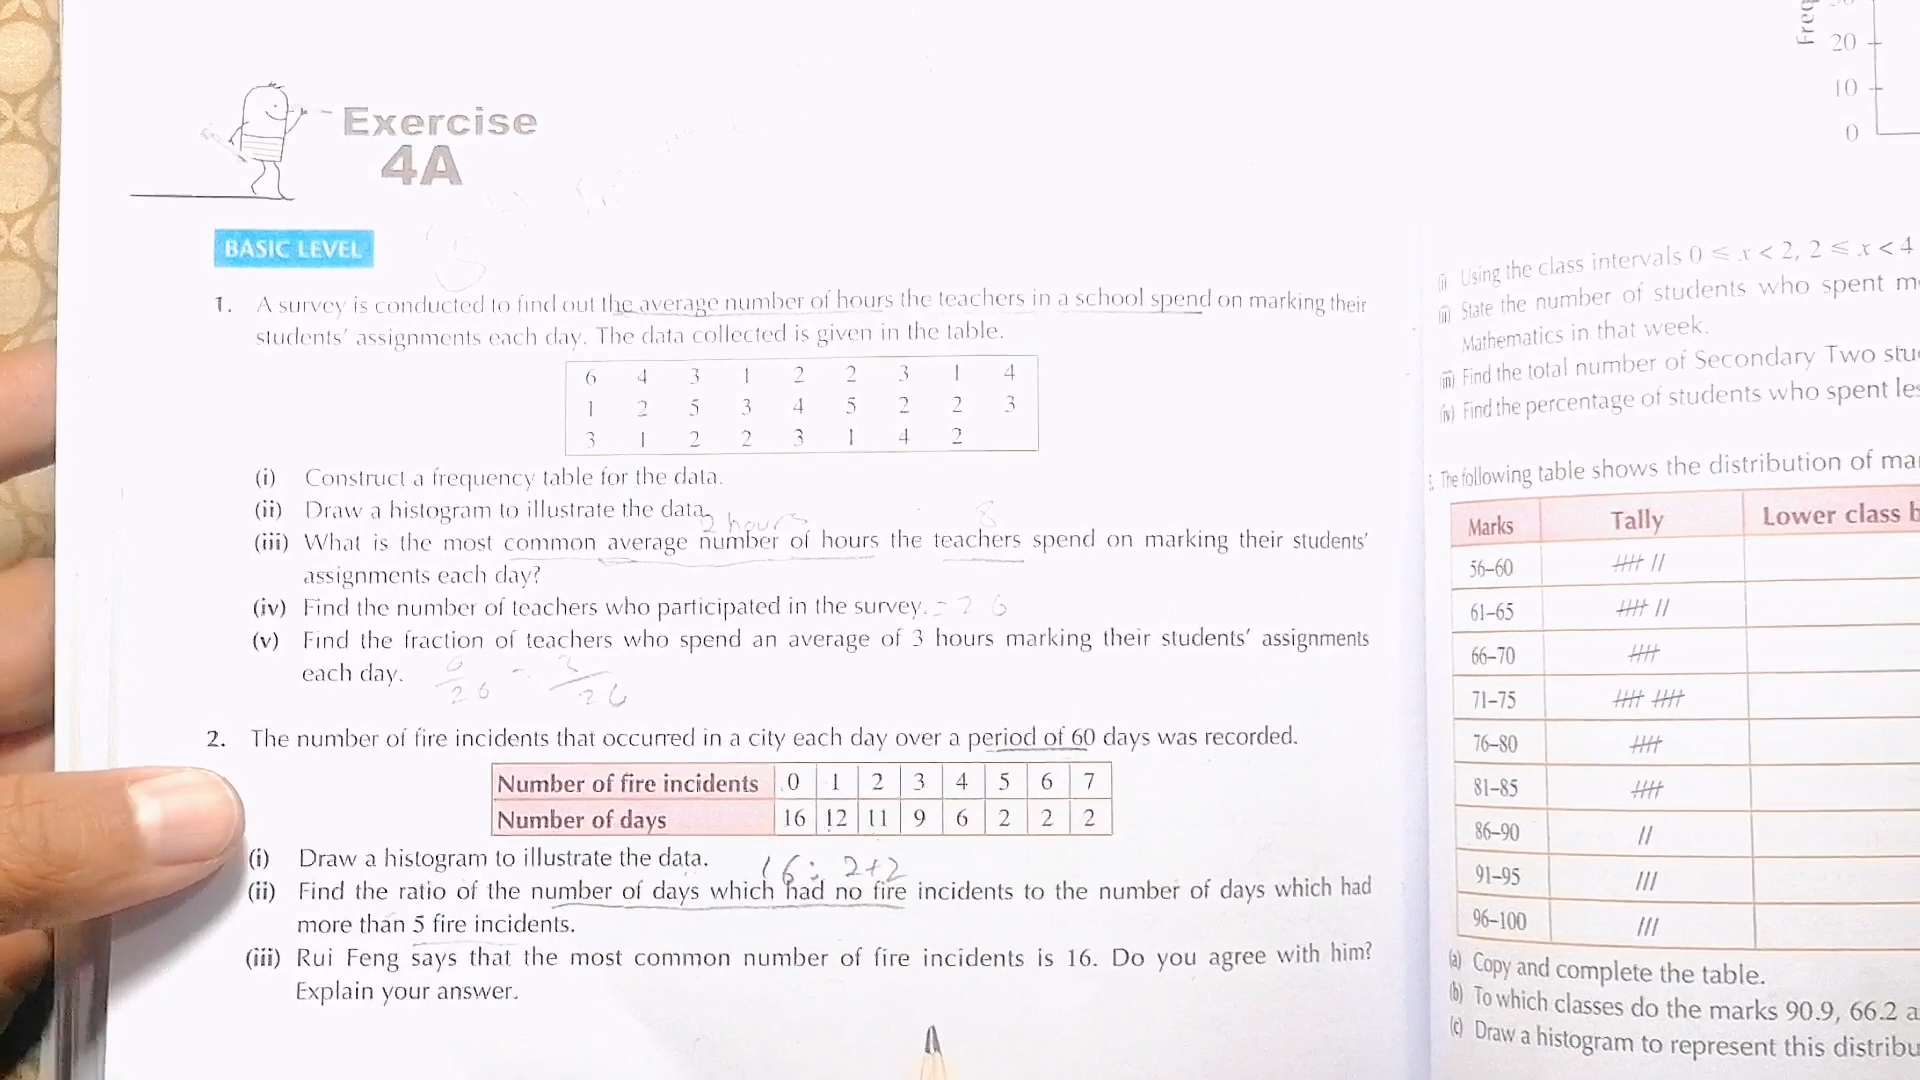 Exercise
4A
BASIC LEVEL
1. A survey is conducted to find out the average number of hours the teachers in a school spend on marking their
students' assignments each day. The data collected is given in the table.
6 4 3 1 2 2 3 1 4
1 2 5 3 4 5 2 2 3
3 1 2 2 3 1 4 2
(i) Construct a frequency table for the data.
(ii) Draw a histogram to illustrate the data.
2 hours 8
(iii) What is the most common average number of hours the teachers spend on marking their students'
assignments each day?
(iv) Find the number of teachers who participated in the survey. = 26
(v) Find the fraction of teachers who spend an average of 3 hours marking their students' assignments
each day.
2. The number of fire incidents that occurred in a city each day over a period of 60 days was recorded.
Number of fire incidents 0 1 2 3 4 5 6 7
Number of days 16 12 11 9 6 2 2 2
(i) Draw a histogram to illustrate the data.
16 : 2+2
(ii) Find the ratio of the number of days which had no fire incidents to the number of days which had
more than 5 fire incidents.
(iii) Rui Feng says that the most common number of fire incidents is 16. Do you agree with him?
Explain your answer.
20
10
0
(i) Using the class intervals 0 ⩽ x < 2, 2 ⩽ x < 4
(ii) State the number of students who spent
Mathematics in that week.
(iii) Find the total number of Secondary Two
(iv) Find the percentage of students who spent
The following table shows the distribution of
Marks Tally Lower class
56–60 𝍸 //
61–65 𝍸 //
66–70 𝍸
71–75 𝍸 𝍸
76–80 𝍸
81–85 𝍸
86–90 //
91–95 ///
96–100 ///
(a) Copy and complete the table.
(b) To which classes do the marks 90.9, 66.2
(c) Draw a histogram to represent this